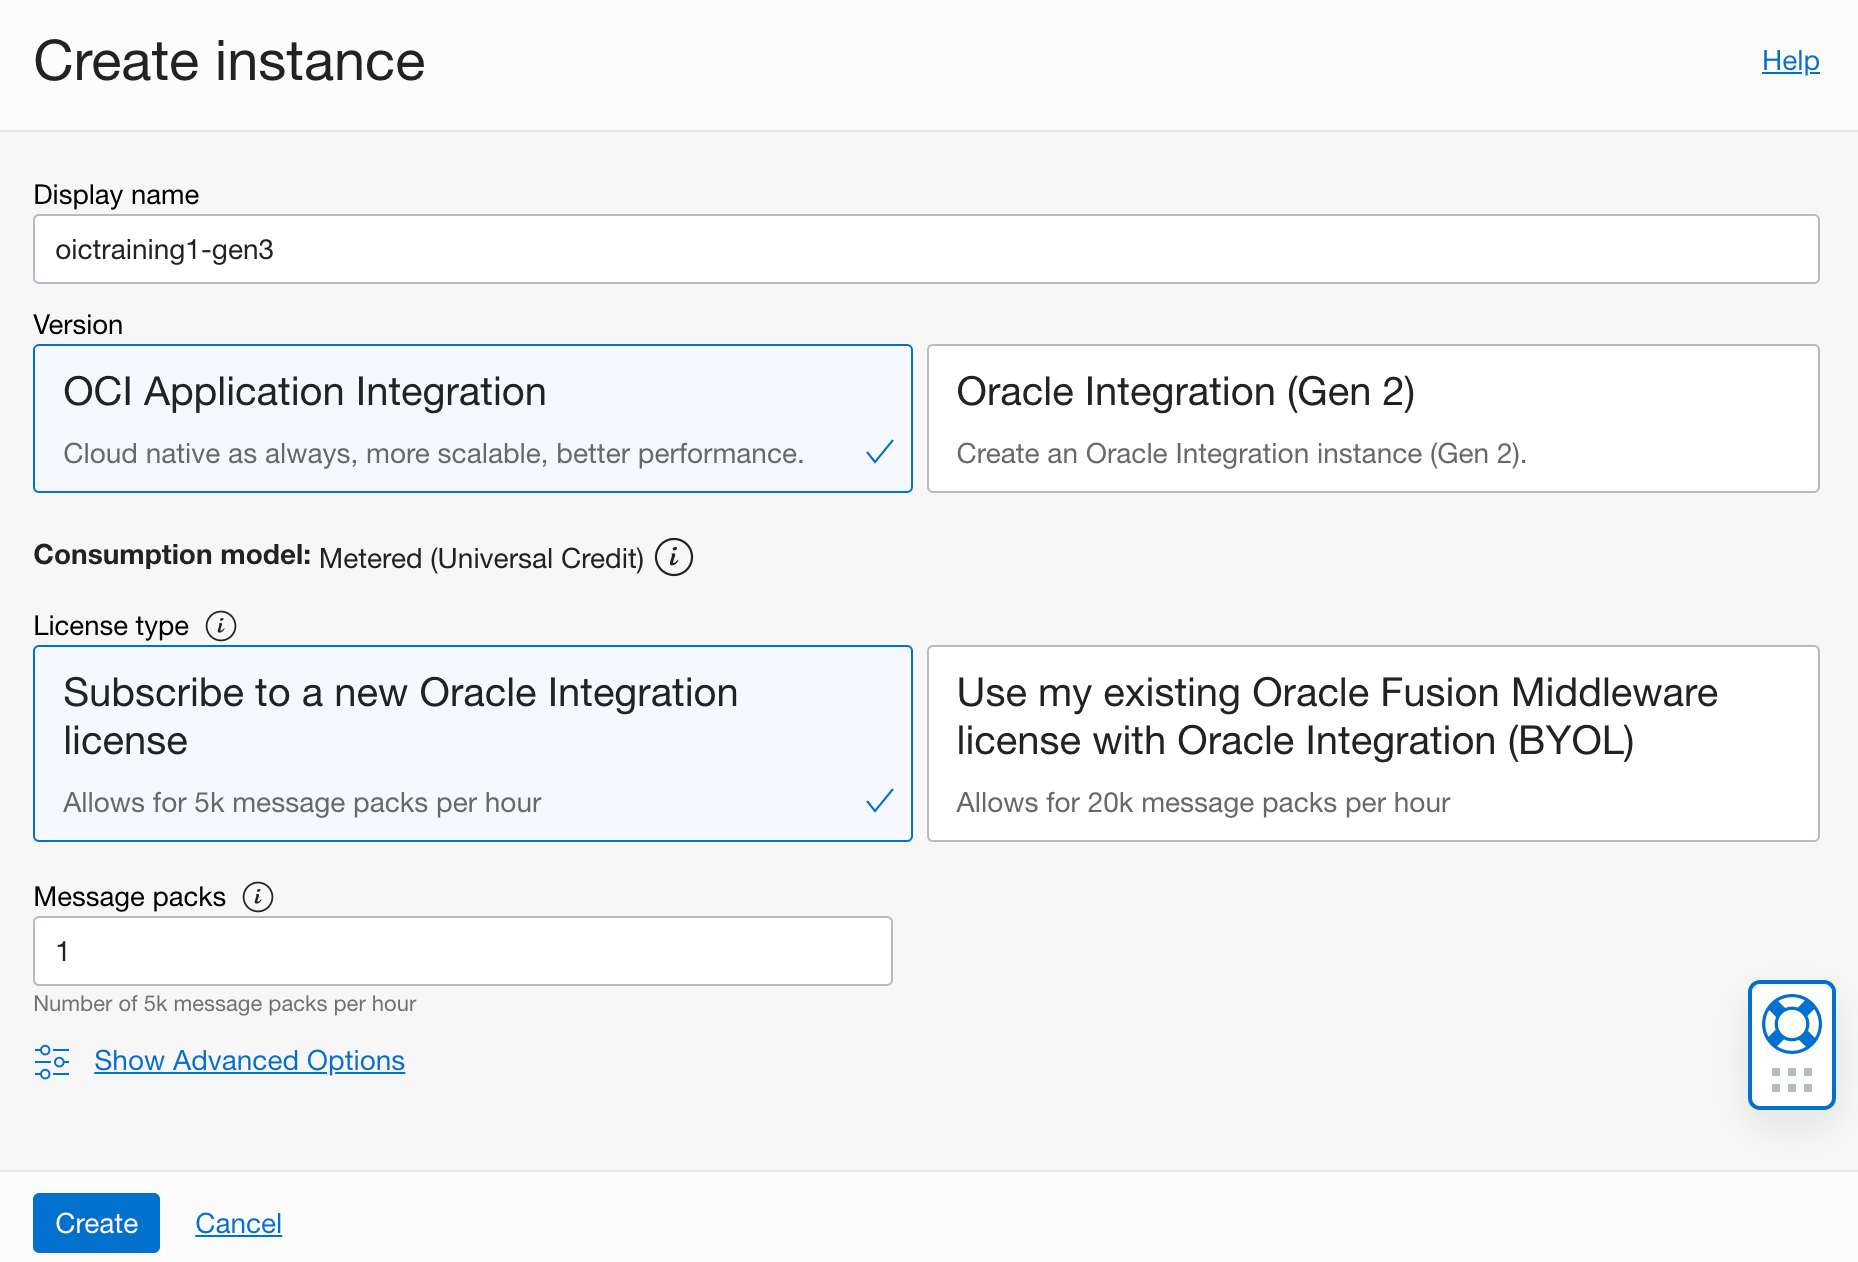 Create instance
Help
Display name
oictraining1-gen3
Version
OCI Application Integration
Cloud native as always, more scalable, better performance.
Oracle Integration (Gen 2)
Create an Oracle Integration instance (Gen 2).
Consumption model: Metered (Universal Credit) i
License type i
Subscribe to a new Oracle Integration
license
Allows for 5k message packs per hour
Use my existing Oracle Fusion Middleware
license with Oracle Integration (BYOL)
Allows for 20k message packs per hour
Message packs i
1
Number of 5k message packs per hour
Show Advanced Options
Create
Cancel